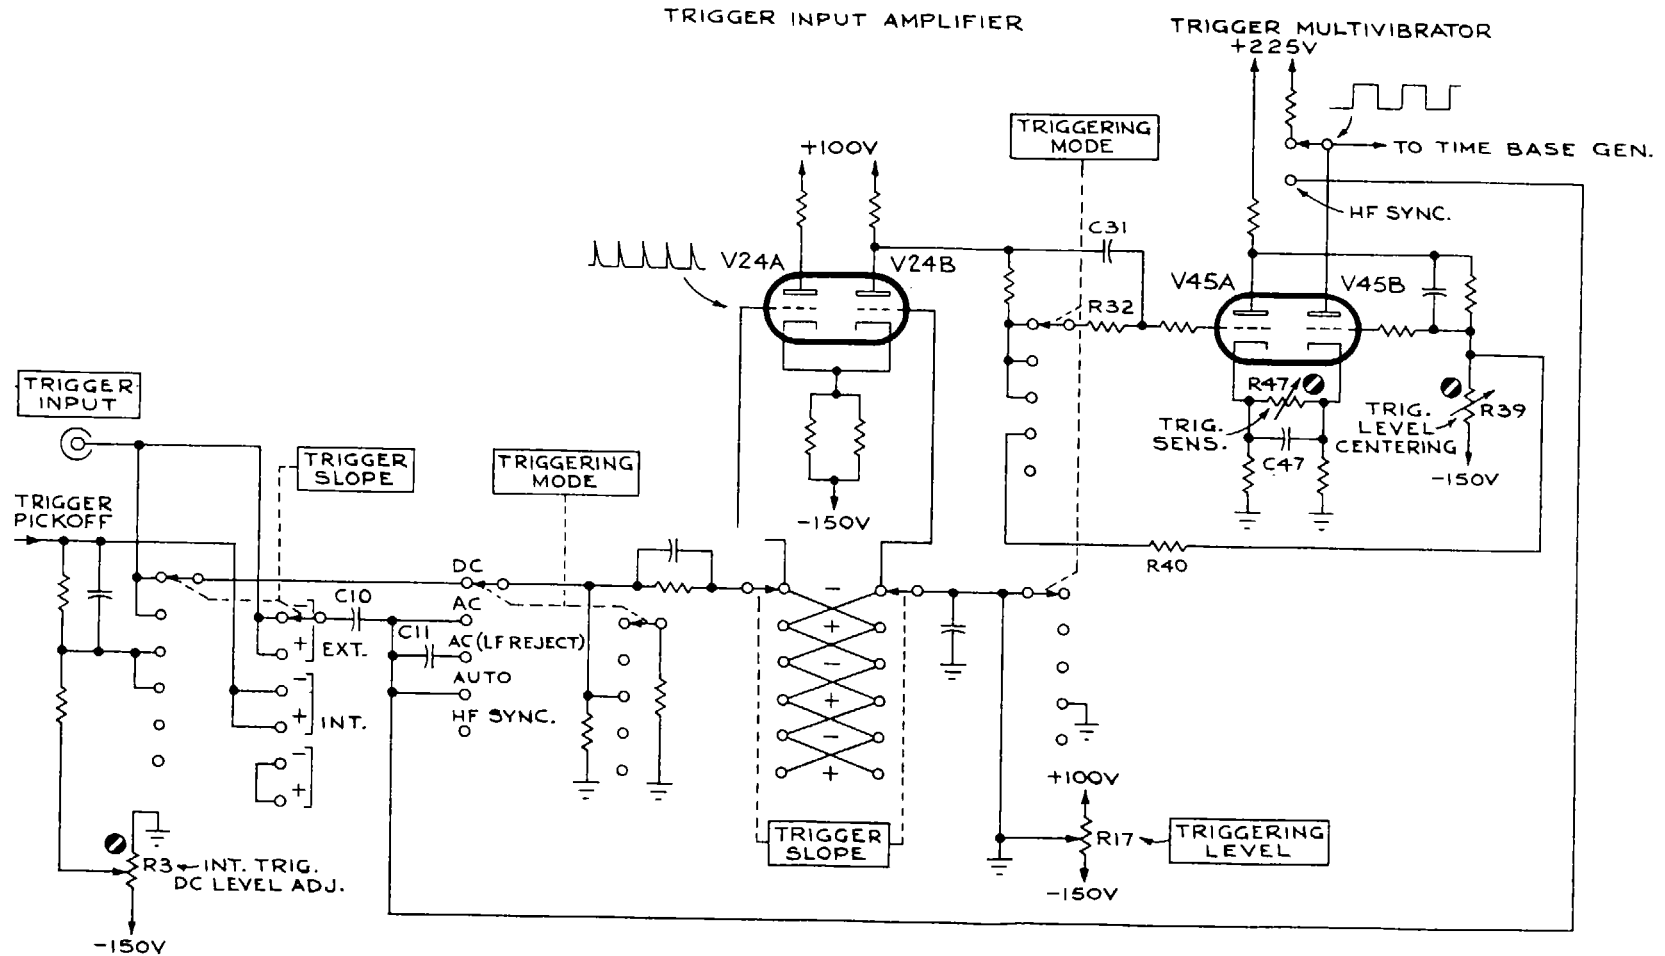 TRIGGER INPUT AMPLIFIER
TRIGGER MULTIVIBRATOR
+225V
TRIGGERING
MODE
+100V
TO TIME BASE GEN.
HF SYNC.
C31
V24A
V24B
V45A
V45B
R32
TRIGGER
INPUT
R47
TRIG.
SENS.
C47
TRIG.
LEVEL
CENTERING
R39
-150V
TRIGGER
SLOPE
TRIGGERING
MODE
TRIGGER
PICKOFF
-150V
R40
DC
AC
AC (LF REJECT)
AUTO
HF SYNC.
C10
C11
-
+
EXT.
-
+
INT.
-
+
-
+
-
+
-
+
+100V
R17
TRIGGERING
LEVEL
-150V
TRIGGER
SLOPE
R3
INT. TRIG.
DC LEVEL ADJ.
-150V